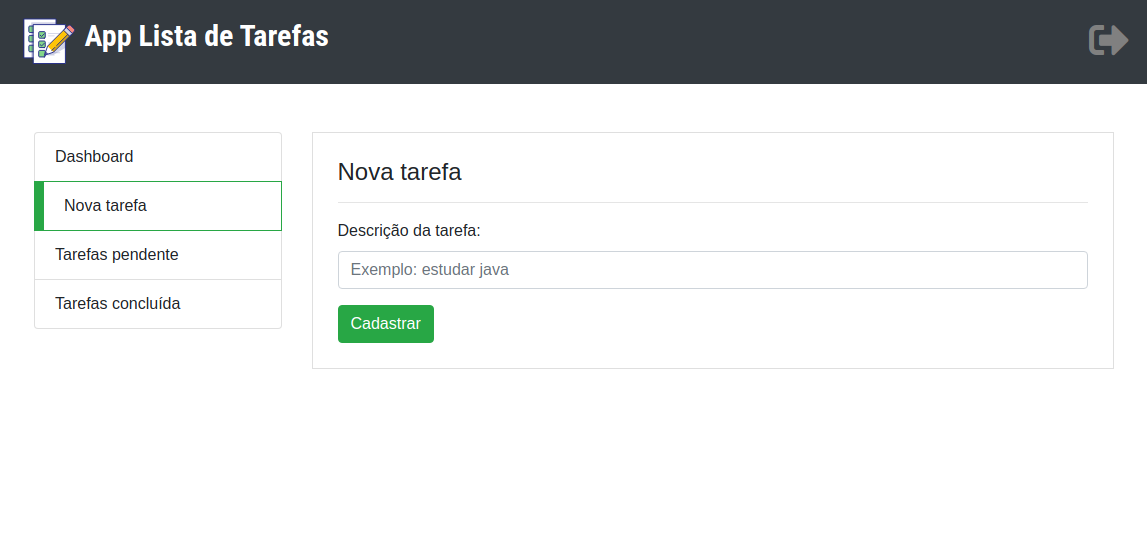 App Lista de Tarefas
Dashboard
Nova tarefa
Tarefas pendente
Tarefas concluída
Nova tarefa
Descrição da tarefa:
Exemplo: estudar java
Cadastrar